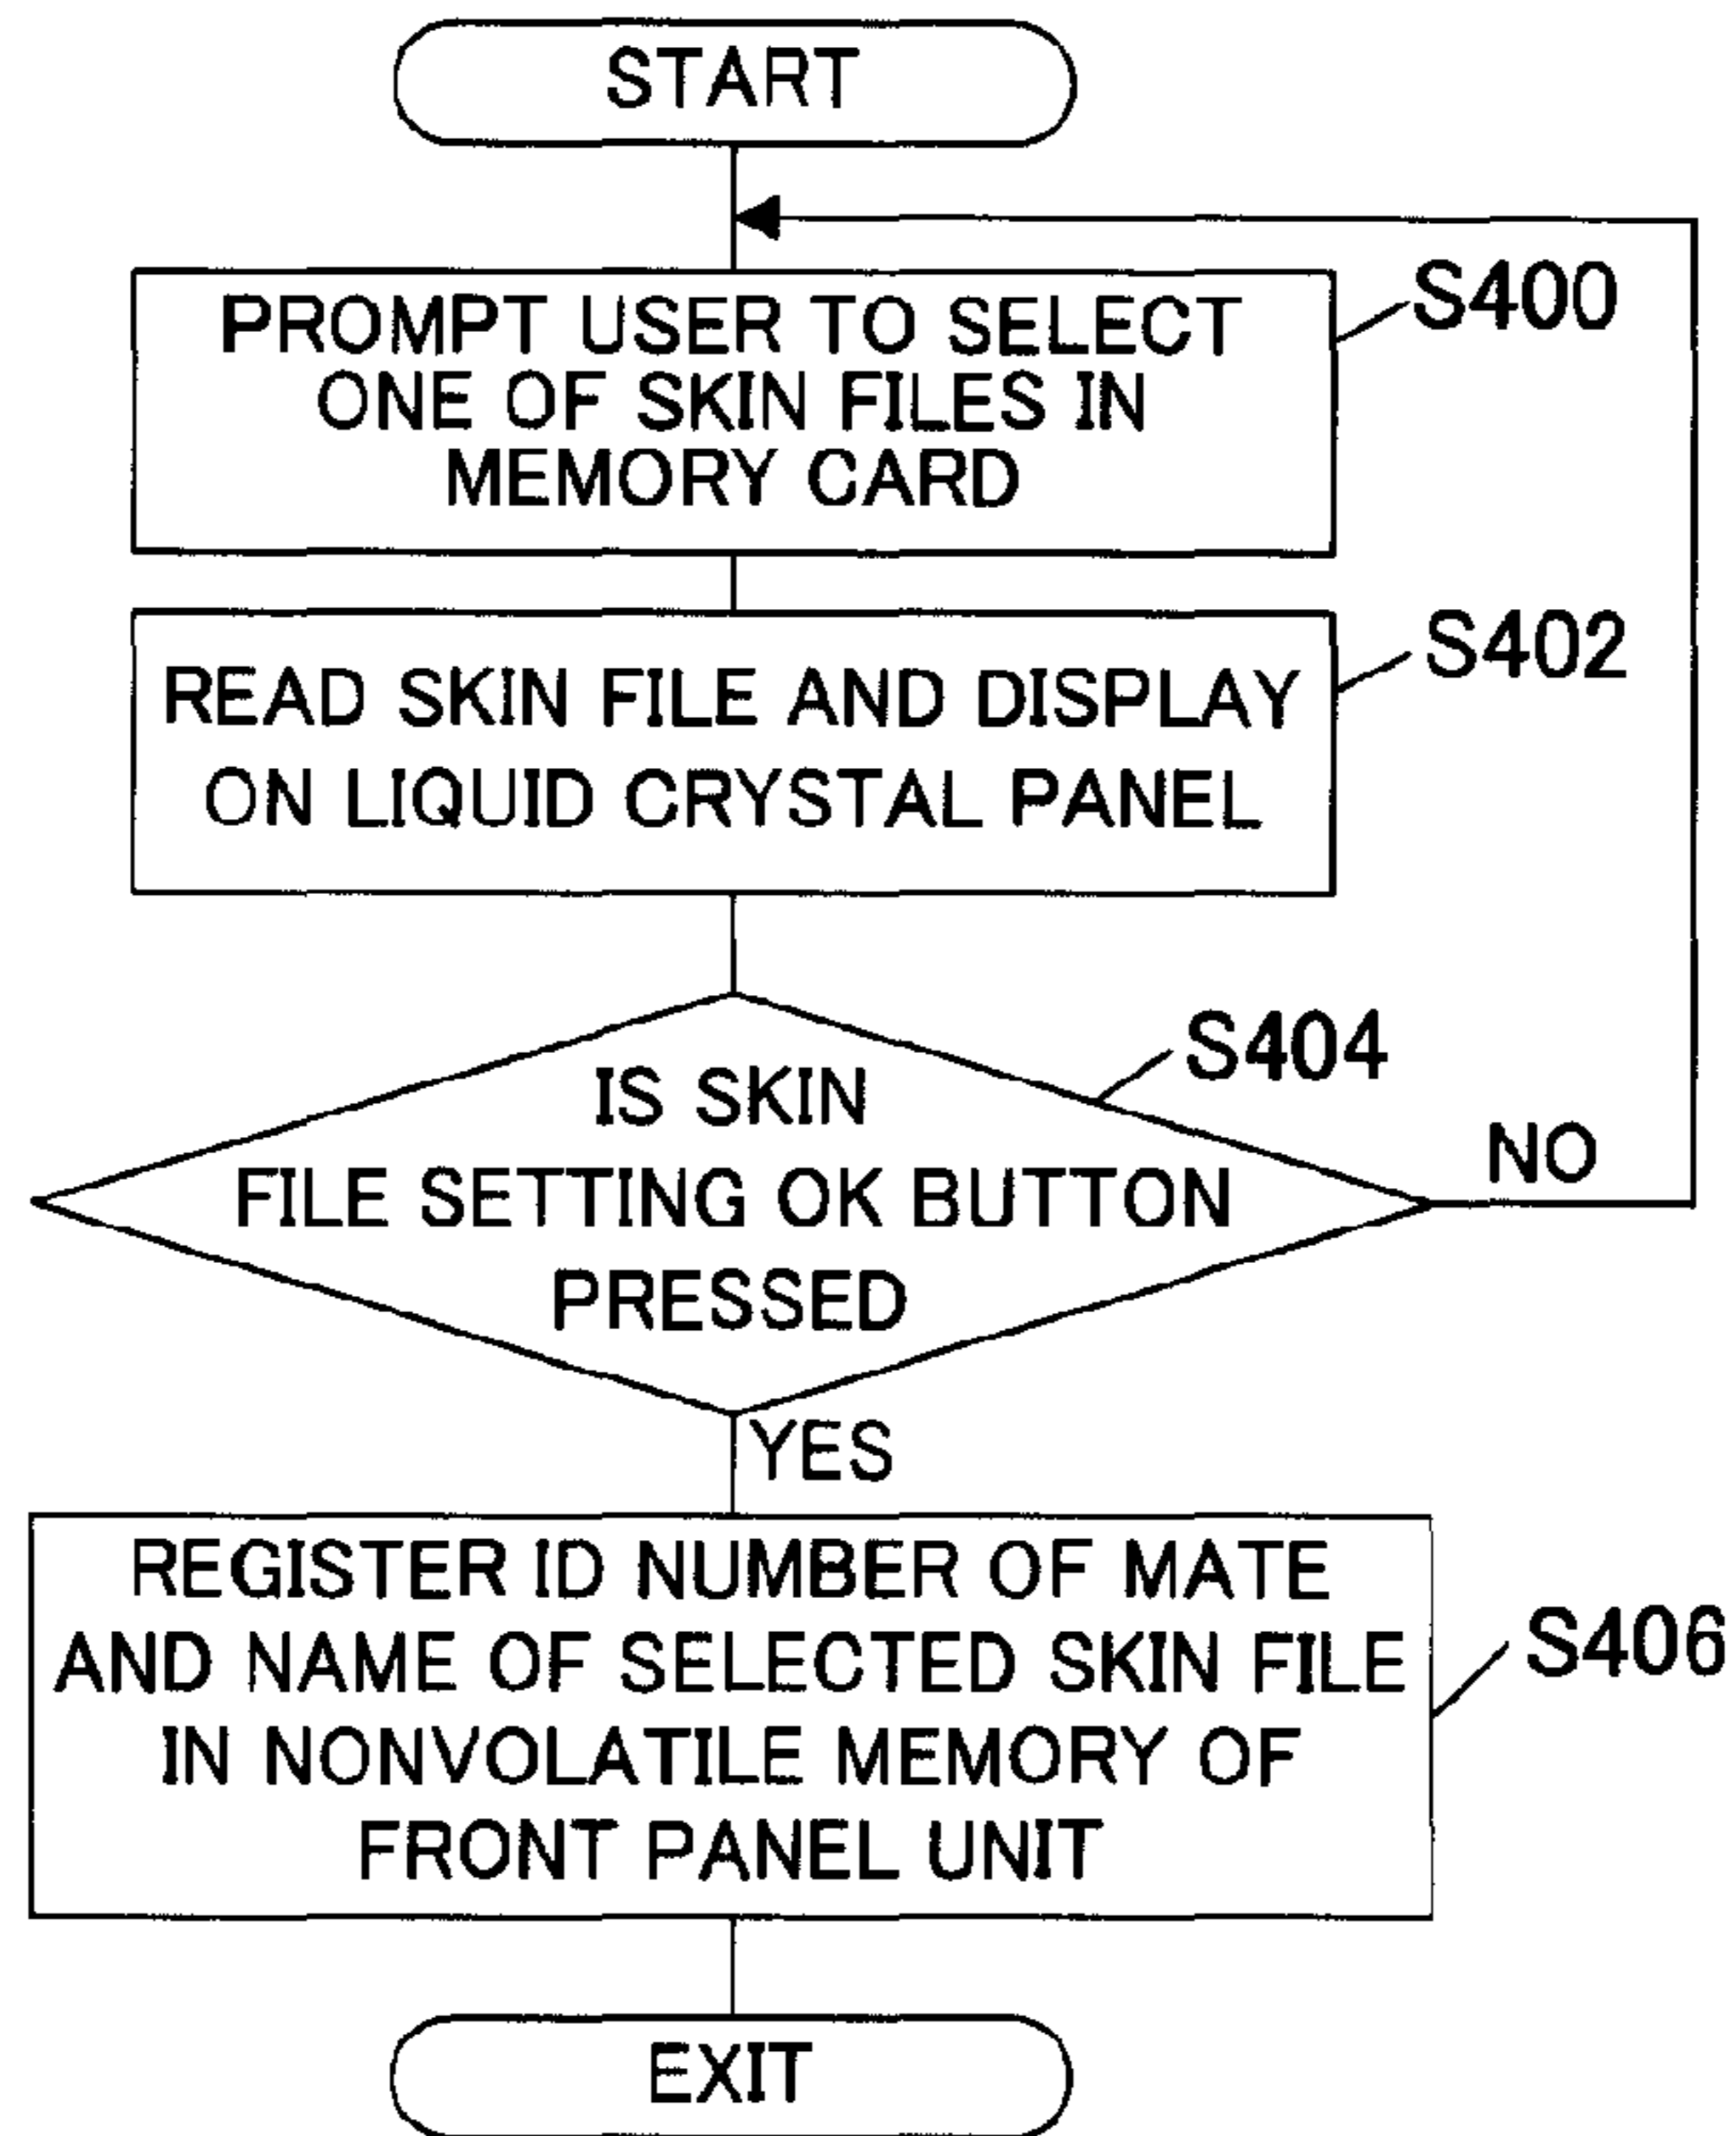 START
PROMPT USER TO SELECT
ONE OF SKIN FILES IN
MEMORY CARD
S400
READ SKIN FILE AND DISPLAY
ON LIQUID CRYSTAL PANEL
S402
IS SKIN
FILE SETTING OK BUTTON
PRESSED
S404
NO
YES
REGISTER ID NUMBER OF MATE
AND NAME OF SELECTED SKIN FILE
IN NONVOLATILE MEMORY OF
FRONT PANEL UNIT
S406
EXIT